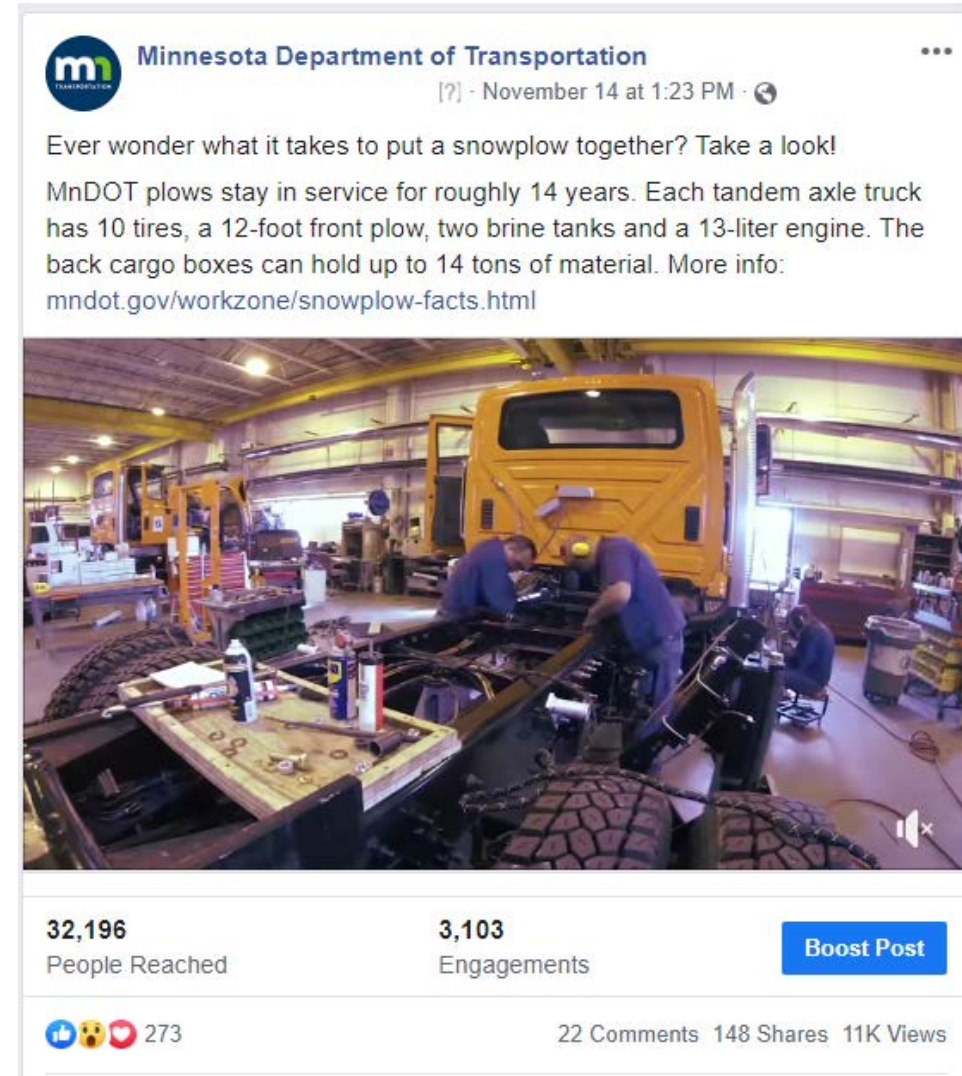 mn
TRANSPORTATION
Minnesota Department of Transportation
[?] · November 14 at 1:23 PM ·
Ever wonder what it takes to put a snowplow together? Take a look!
MnDOT plows stay in service for roughly 14 years. Each tandem axle truck
has 10 tires, a 12-foot front plow, two brine tanks and a 13-liter engine. The
back cargo boxes can hold up to 14 tons of material. More info:
mndot.gov/workzone/snowplow-facts.html
32,196
People Reached
3,103
Engagements
Boost Post
273
22 Comments 148 Shares 11K Views